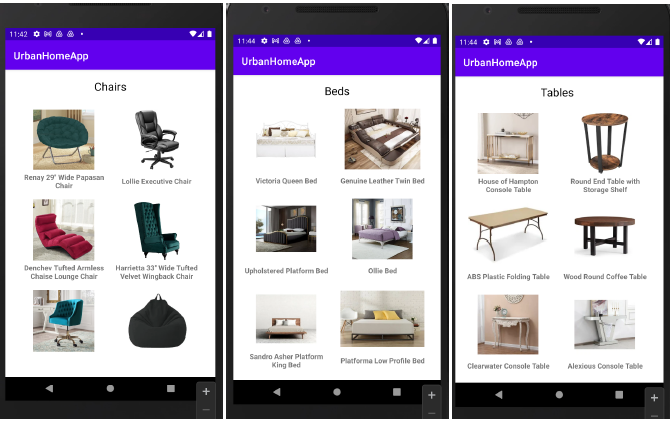 11:42
UrbanHomeApp
Chairs
Renay 29" Wide Papasan
Chair
Lollie Executive Chair
Denchev Tufted Armless
Chaise Lounge Chair
Harrietta 33" Wide Tufted
Velvet Wingback Chair
+
11:44
UrbanHomeApp
Beds
Victoria Queen Bed
Genuine Leather Twin Bed
Upholstered Platform Bed
Ollie Bed
Sandro Asher Platform
King Bed
Platforma Low Profile Bed
+
11:44
UrbanHomeApp
Tables
House of Hampton
Console Table
Round End Table with
Storage Shelf
ABS Plastic Folding Table
Wood Round Coffee Table
Clearwater Console Table
Alexious Console Table
+